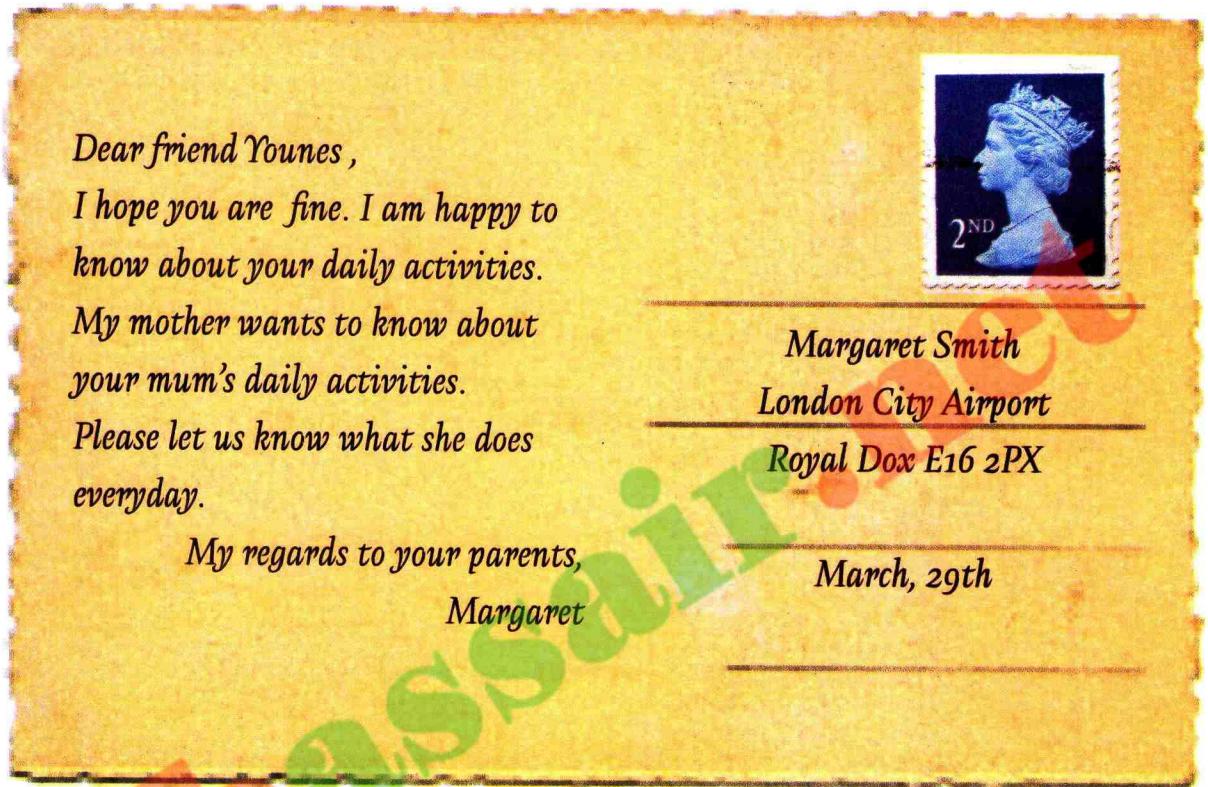 Dear friend Younes ,
I hope you are fine. I am happy to
know about your daily activities.
My mother wants to know about
your mum's daily activities.
Please let us know what she does
everyday.
My regards to your parents,
Margaret
2ND
Margaret Smith
London City Airport
Royal Dox E16 2PX
March, 29th
assair.net